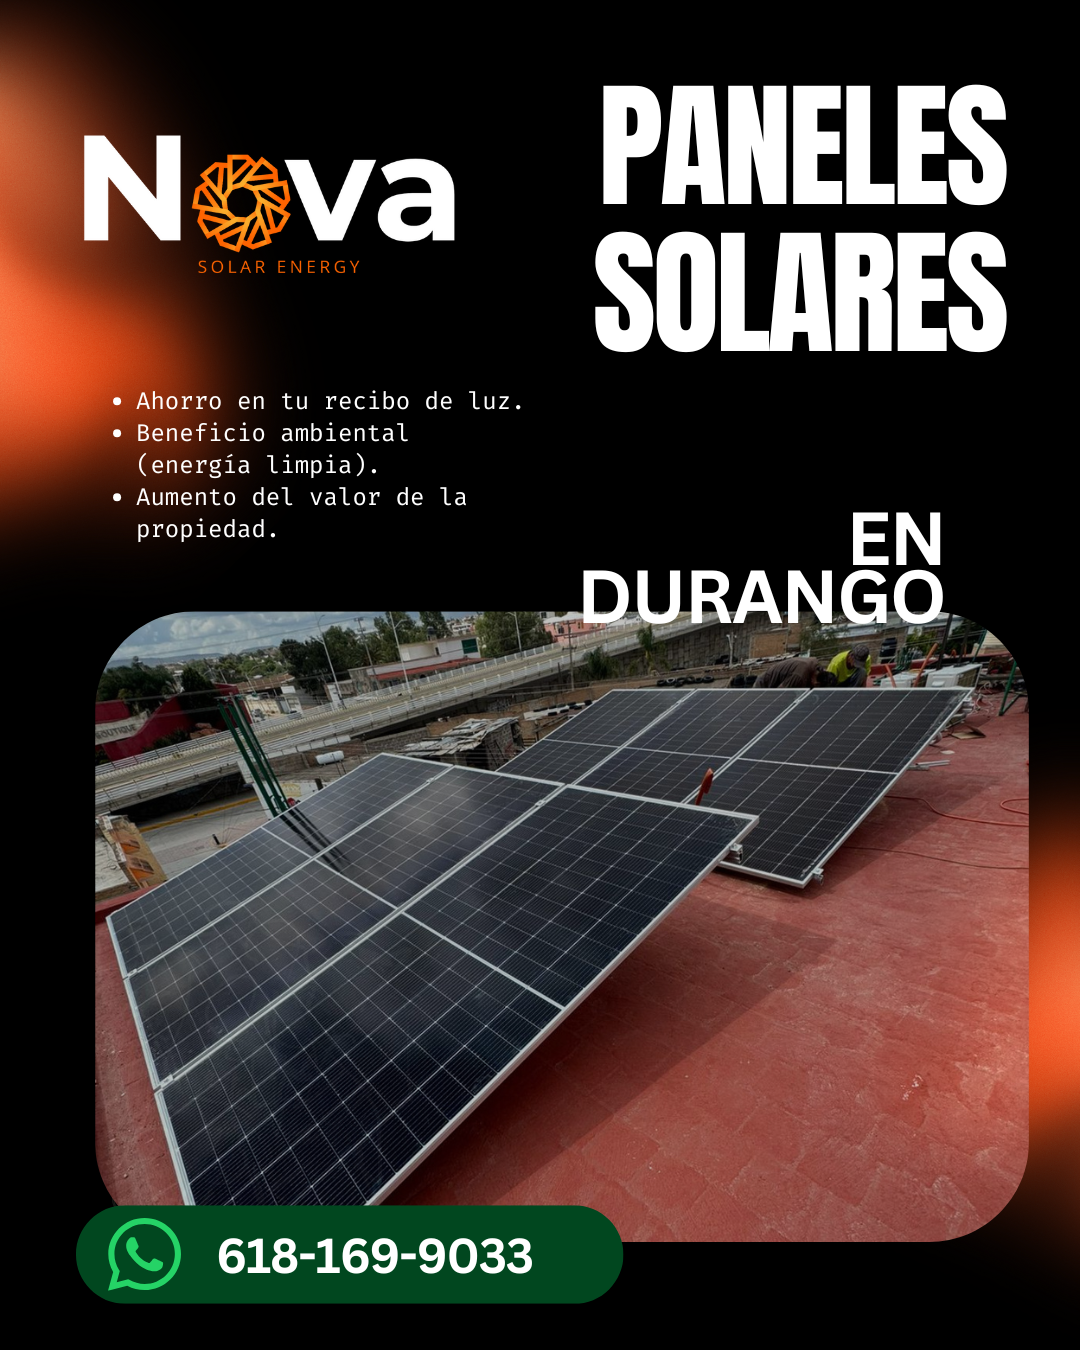 Nova
SOLAR ENERGY
PANELES
SOLARES
• Ahorro en tu recibo de luz.
• Beneficio ambiental
(energía limpia).
• Aumento del valor de la
propiedad.
EN
DURANGO
BOUTIQUE
618-169-9033